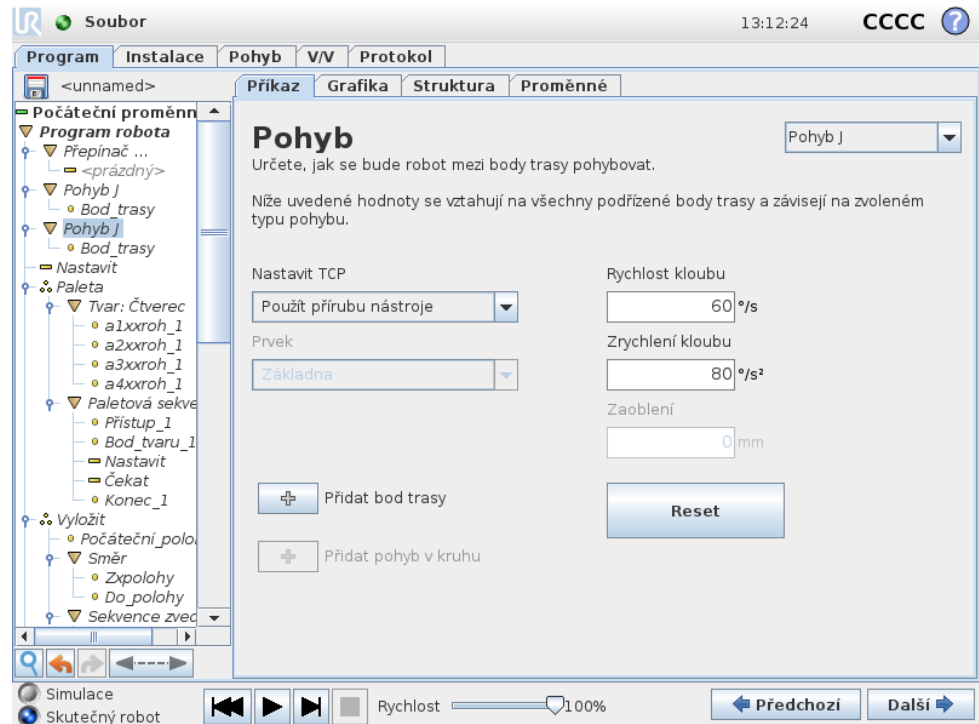 UR Soubor 13:12:24 CCCC ?
Program Instalace Pohyb V/V Protokol
<unnamed>
Příkaz Grafika Struktura Proměnné
Počáteční proměnn
Program robota
Přepínač ...
<prázdný>
Pohyb J
Bod_trasy
Pohyb J
Bod_trasy
Nastavit
Paleta
Tvar: Čtverec
a1xxroh_1
a2xxroh_1
a3xxroh_1
a4xxroh_1
Paletová sekve
Přístup_1
Bod_tvaru_1
Nastavit
Čekat
Konec_1
Vyložit
Počáteční_polo
Směr
Zxpolohy
Do_polohy
Sekvence zved
Pohyb
Pohyb J
Určete, jak se bude robot mezi body trasy pohybovat.
Níže uvedené hodnoty se vztahují na všechny podřízené body trasy a závisejí na zvoleném
typu pohybu.
Nastavit TCP
Použít přírubu nástroje
Prvek
Základna
Rychlost kloubu
60 °/s
Zrychlení kloubu
80 °/s²
Zaoblení
0 mm
Přidat bod trasy
Reset
Přidat pohyb v kruhu
Simulace
Skutečný robot
Rychlost 100%
Předchozí
Další